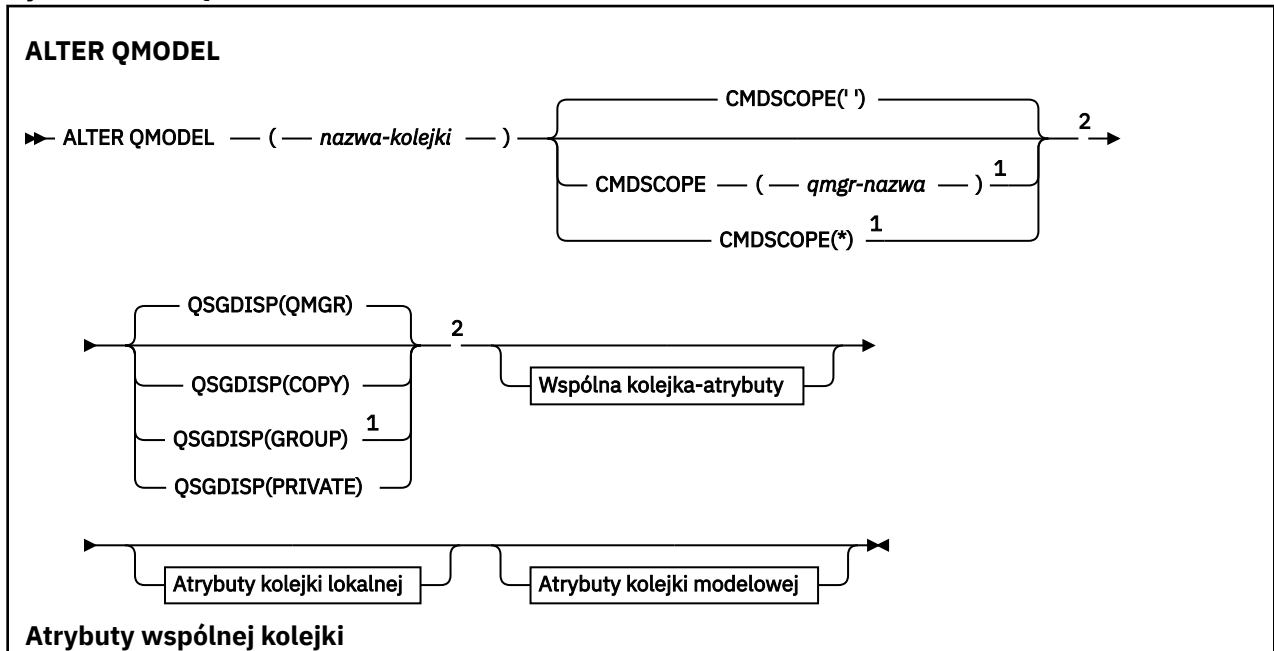 ALTER QMODEL
CMDSCOPE(' ')
ALTER QMODEL ( nazwa-kolejki ) 2
CMDSCOPE ( qmgr-nazwa ) 1
CMDSCOPE(*) 1
QSGDISP(QMGR) 2
QSGDISP(COPY) Wspólna kolejka-atrybuty
QSGDISP(GROUP) 1
QSGDISP(PRIVATE)
Atrybuty kolejki lokalnej Atrybuty kolejki modelowej
Atrybuty wspólnej kolejki